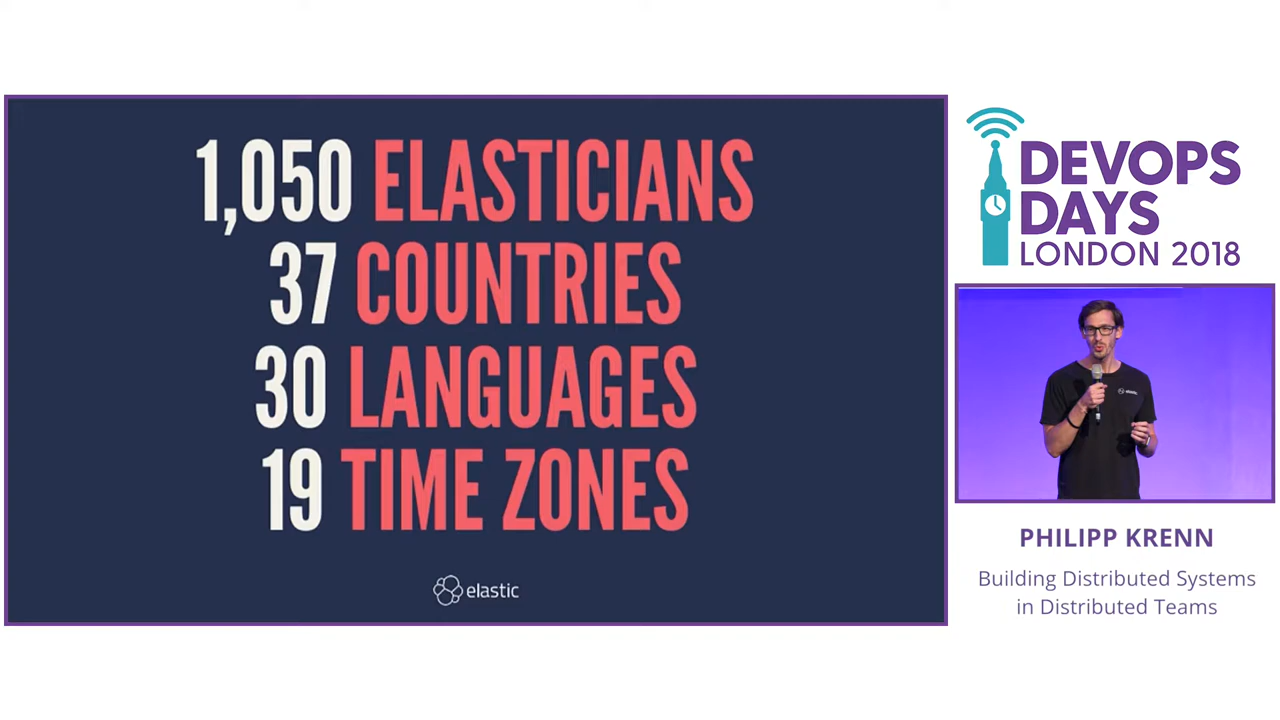 1,050 ELASTICIANS
37 COUNTRIES
30 LANGUAGES
19 TIME ZONES
elastic
DEVOPS
DAYS
LONDON 2018
elastic
PHILIPP KRENN
Building Distributed Systems
in Distributed Teams